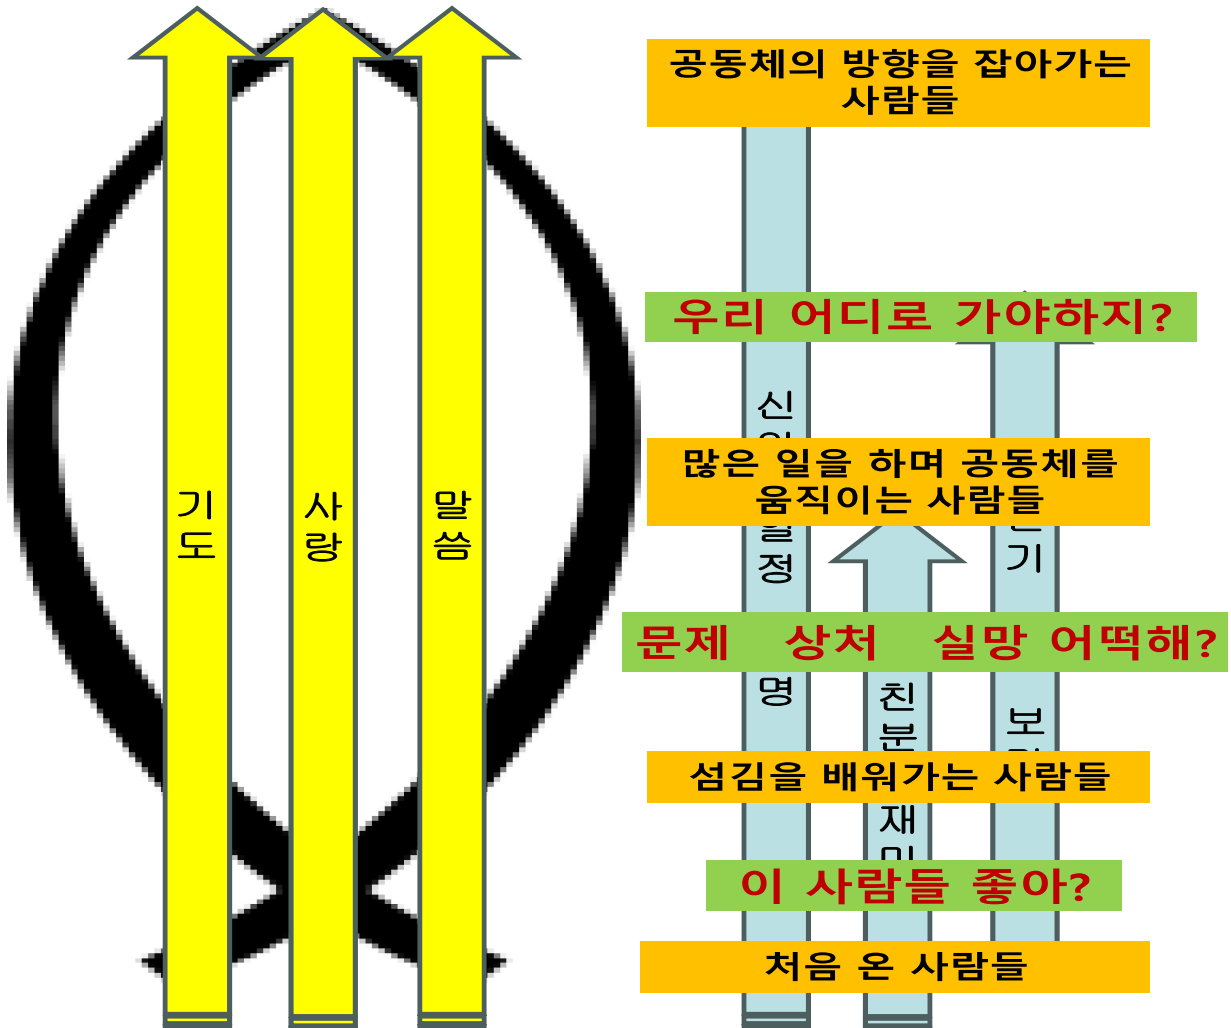 기도
사랑
말씀
공동체의 방향을 잡아가는
사람들
우리 어디로 가야하지?
신
많은 일을 하며 공동체를
움직이는 사람들
정
기
문제 상처 실망 어떡해?
명
친분
보
섬김을 배워가는 사람들
재
이 사람들 좋아?
처음 온 사람들